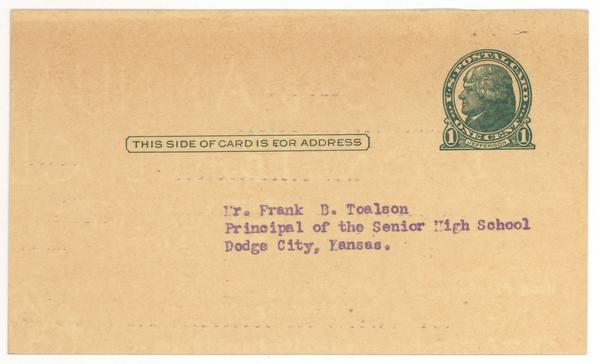 U.S. POSTAL CARD
1 ONE CENT 1
JEFFERSON
THIS SIDE OF CARD IS FOR ADDRESS
Mr. Frank B. Toalson
Principal of the Senior High School
Dodge City, Kansas.